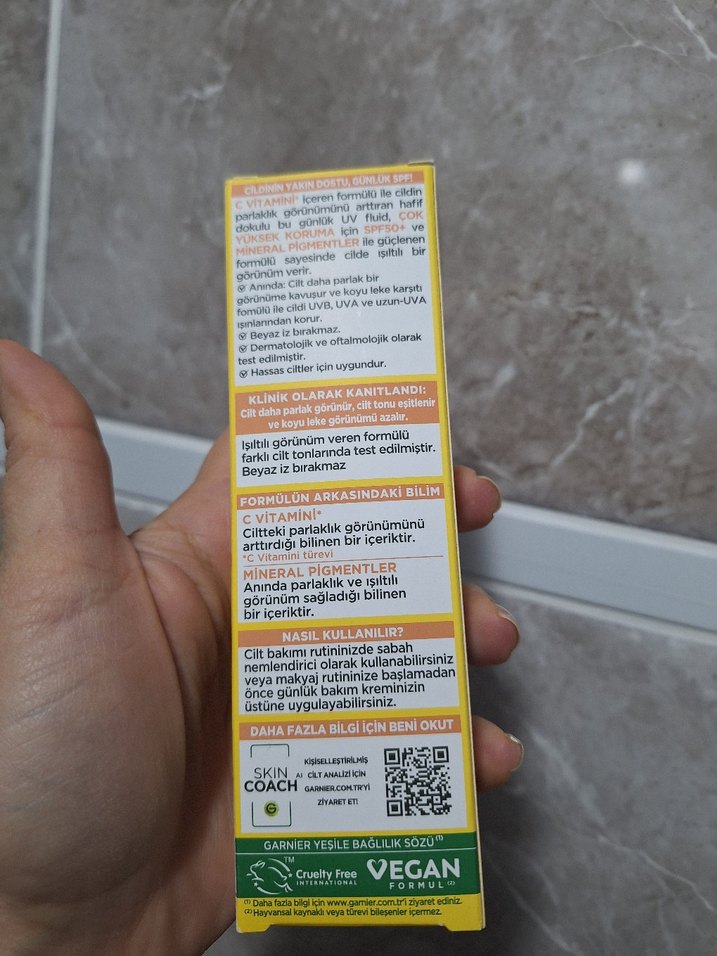 CİLDİNİN YAKIN DOSTU, GÜNLÜK SPF!
C VİTAMİNİ* içeren formülü ile cildin
parlaklık görünümünü arttıran hafif
dokulu bu günlük UV fluid, ÇOK
YÜKSEK KORUMA için SPF50+ ve
MİNERAL PİGMENTLER ile güçlenen
formülü sayesinde cilde ışıltılı bir
görünüm verir.
Anında: Cilt daha parlak bir
görünüme kavuşur ve koyu leke karşıtı
fomülü ile cildi UVB, UVA ve uzun-UVA
ışınlarından korur.
Beyaz iz bırakmaz.
Dermatolojik ve oftalmolojik olarak
test edilmiştir.
Hassas ciltler için uygundur.
KLİNİK OLARAK KANITLANDI:
Cilt daha parlak görünür, cilt tonu eşitlenir
ve koyu leke görünümü azalır.
Işıltılı görünüm veren formülü
farklı cilt tonlarında test edilmiştir.
Beyaz iz bırakmaz
FORMÜLÜN ARKASINDAKİ BİLİM
C VİTAMİNİ*
Ciltteki parlaklık görünümünü
arttırdığı bilinen bir içeriktir.
*C Vitamini türevi
MİNERAL PİGMENTLER
Anında parlaklık ve ışıltılı
görünüm sağladığı bilinen
bir içeriktir.
NASIL KULLANILIR?
Cilt bakımı rutininizde sabah
nemlendirici olarak kullanabilirsiniz
veya makyaj rutininize başlamadan
önce günlük bakım kreminizin
üstüne uygulayabilirsiniz.
DAHA FAZLA BİLGİ İÇİN BENİ OKUT
SKIN
COACH AI
KİŞİSELLEŞTİRİLMİŞ
CİLT ANALİZİ İÇİN
GARNIER.COM.TR'Yİ
ZİYARET ET!
GARNIER YEŞİLE BAĞLILIK SÖZÜ(1)
TM
Cruelty Free
INTERNATIONAL
VEGAN
FORMUL(2)
(1) Daha fazla bilgi için www.garnier.com.tr'i ziyaret ediniz.
(2) Hayvansal kaynaklı veya türevi bileşenler içermez.